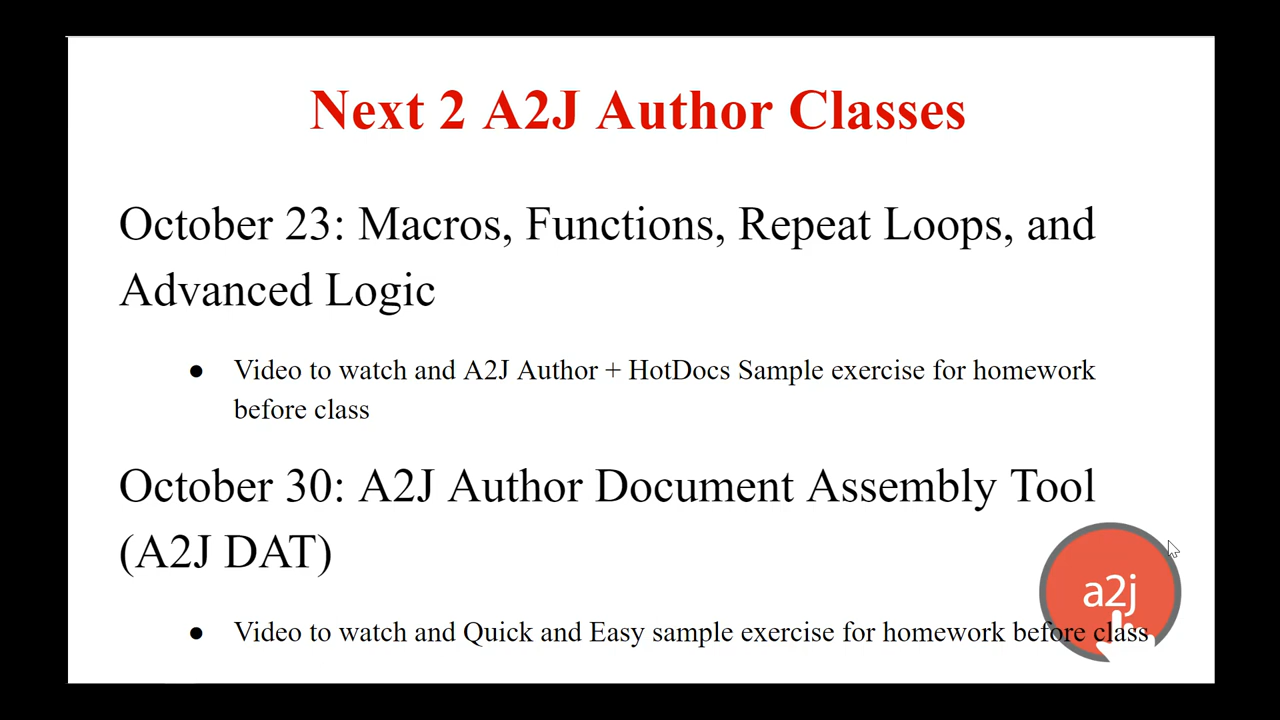 Next 2 A2J Author Classes
October 23: Macros, Functions, Repeat Loops, and
Advanced Logic
● Video to watch and A2J Author + HotDocs Sample exercise for homework
before class
October 30: A2J Author Document Assembly Tool
(A2J DAT)
● Video to watch and Quick and Easy sample exercise for homework before class
a2j